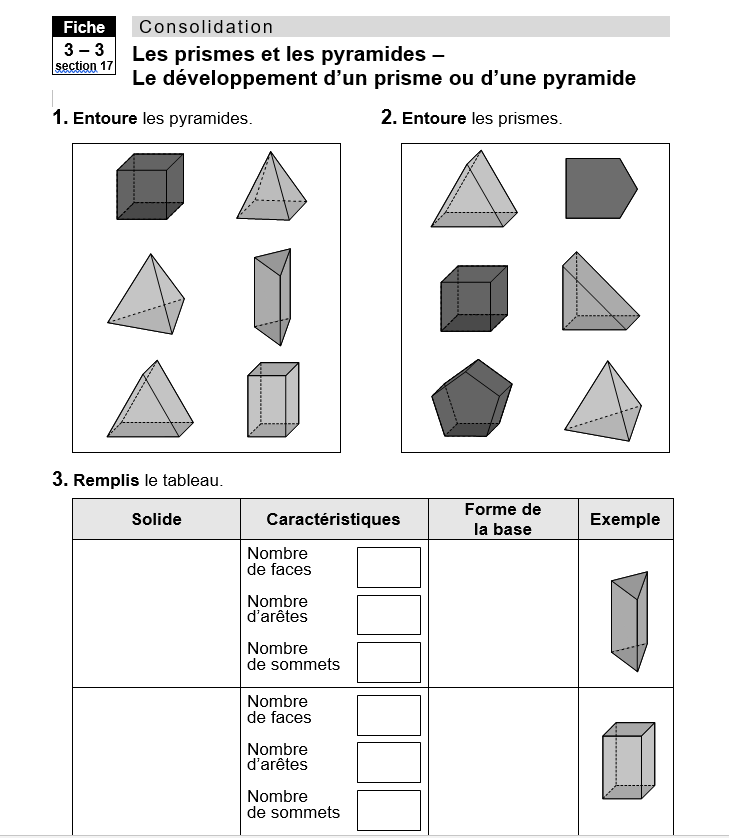 Fiche
Consolidation
3 – 3
section 17
Les prismes et les pyramides –
Le développement d'un prisme ou d'une pyramide
1. Entoure les pyramides.
2. Entoure les prismes.
3. Remplis le tableau.
Solide
Caractéristiques
Forme de
la base
Exemple
Nombre
de faces
Nombre
d'arêtes
Nombre
de sommets
Nombre
de faces
Nombre
d'arêtes
Nombre
de sommets